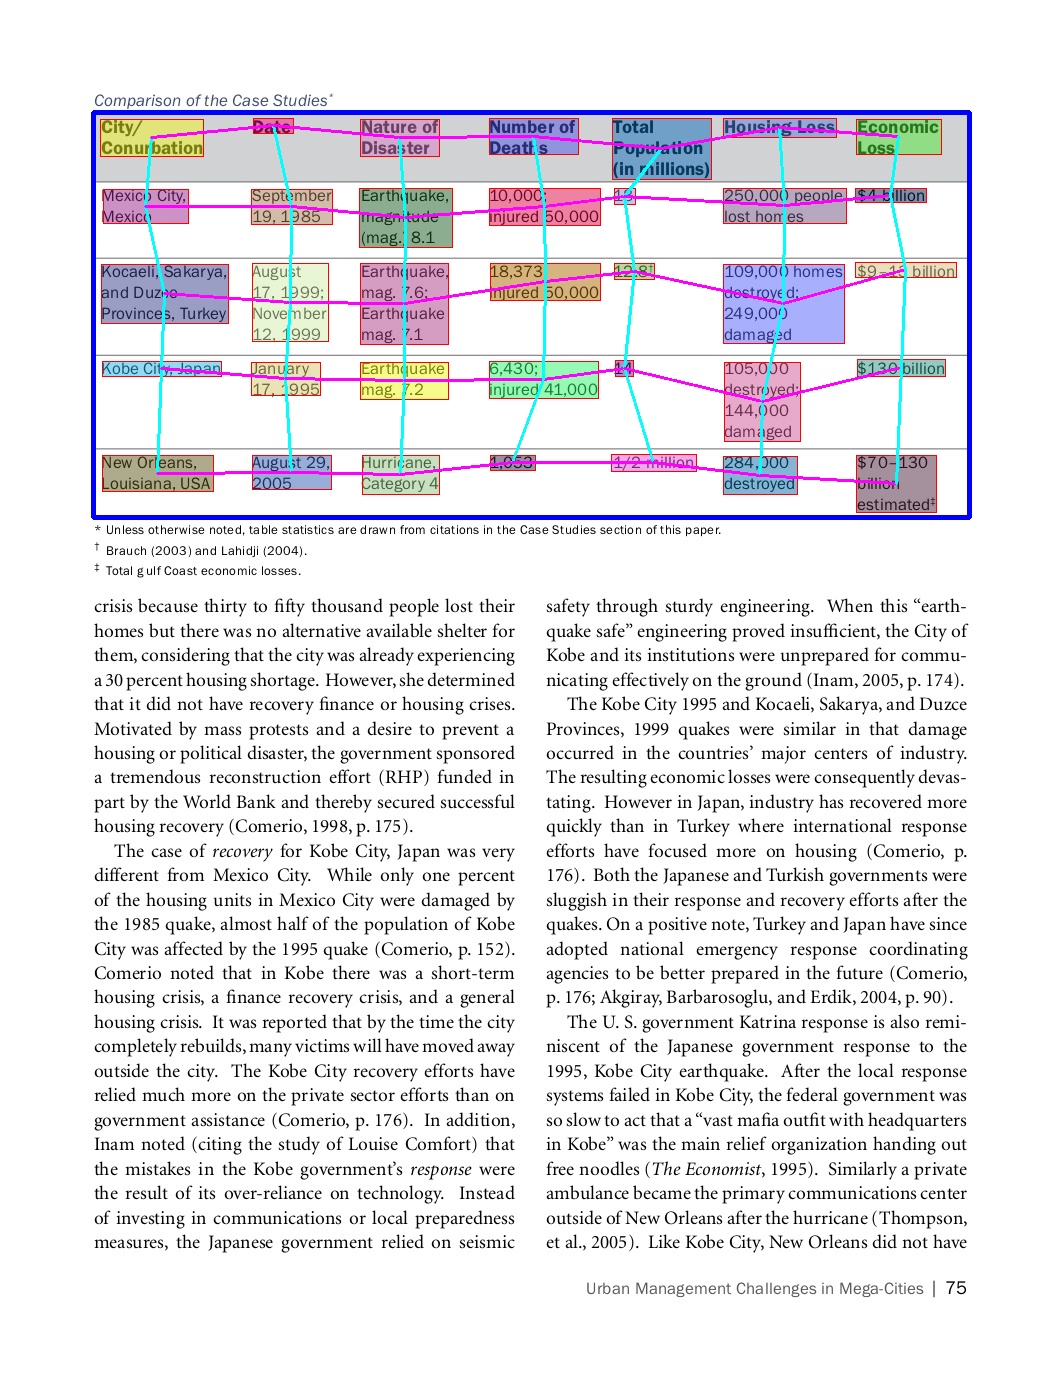 Comparison of the Case Studies*
City/ Date Nature of Number of Total Housing Loss Economic
Conurbation Disaster Deaths Population Loss
(in millions)
Mexico City, September Earthquake, 10,000; 18 250,000 people $4 billion
Mexico 19, 1985 magnitude injured 50,000 lost homes
(mag.) 8.1
Kocaeli, Sakarya, August Earthquake, 18,373 12.8† 109,000 homes $9–13 billion
and Duzce 17, 1999; mag. 7.6; injured 50,000 destroyed;
Provinces, Turkey November Earthquake 249,000
12, 1999 mag. 7.1 damaged
Kobe City, Japan January Earthquake 6,430; 14 105,000 $130 billion
17, 1995 mag. 7.2 injured 41,000 destroyed;
144,000
damaged
New Orleans, August 29, Hurricane, 1,053 1/2 million 284,000 $70–130
Louisiana, USA 2005 Category 4 destroyed billion
estimated‡
* Unless otherwise noted, table statistics are drawn from citations in the Case Studies section of this paper.
† Brauch (2003) and Lahidji (2004).
‡ Total gulf Coast economic losses.
crisis because thirty to fifty thousand people lost their
homes but there was no alternative available shelter for
them, considering that the city was already experiencing
a 30 percent housing shortage. However, she determined
that it did not have recovery finance or housing crises.
Motivated by mass protests and a desire to prevent a
housing or political disaster, the government sponsored
a tremendous reconstruction effort (RHP) funded in
part by the World Bank and thereby secured successful
housing recovery (Comerio, 1998, p. 175).
The case of recovery for Kobe City, Japan was very
different from Mexico City. While only one percent
of the housing units in Mexico City were damaged by
the 1985 quake, almost half of the population of Kobe
City was affected by the 1995 quake (Comerio, p. 152).
Comerio noted that in Kobe there was a short-term
housing crisis, a finance recovery crisis, and a general
housing crisis. It was reported that by the time the city
completely rebuilds, many victims will have moved away
outside the city. The Kobe City recovery efforts have
relied much more on the private sector efforts than on
government assistance (Comerio, p. 176). In addition,
Inam noted (citing the study of Louise Comfort) that
the mistakes in the Kobe government's response were
the result of its over-reliance on technology. Instead
of investing in communications or local preparedness
measures, the Japanese government relied on seismic
safety through sturdy engineering. When this “earth-
quake safe” engineering proved insufficient, the City of
Kobe and its institutions were unprepared for commu-
nicating effectively on the ground (Inam, 2005, p. 174).
The Kobe City 1995 and Kocaeli, Sakarya, and Duzce
Provinces, 1999 quakes were similar in that damage
occurred in the countries' major centers of industry.
The resulting economic losses were consequently devas-
tating. However in Japan, industry has recovered more
quickly than in Turkey where international response
efforts have focused more on housing (Comerio, p.
176). Both the Japanese and Turkish governments were
sluggish in their response and recovery efforts after the
quakes. On a positive note, Turkey and Japan have since
adopted national emergency response coordinating
agencies to be better prepared in the future (Comerio,
p. 176; Akgiray, Barbarosoglu, and Erdik, 2004, p. 90).
The U. S. government Katrina response is also remi-
niscent of the Japanese government response to the
1995, Kobe City earthquake. After the local response
systems failed in Kobe City, the federal government was
so slow to act that a “vast mafia outfit with headquarters
in Kobe” was the main relief organization handing out
free noodles (The Economist, 1995). Similarly a private
ambulance became the primary communications center
outside of New Orleans after the hurricane (Thompson,
et al., 2005). Like Kobe City, New Orleans did not have
Urban Management Challenges in Mega-Cities | 75